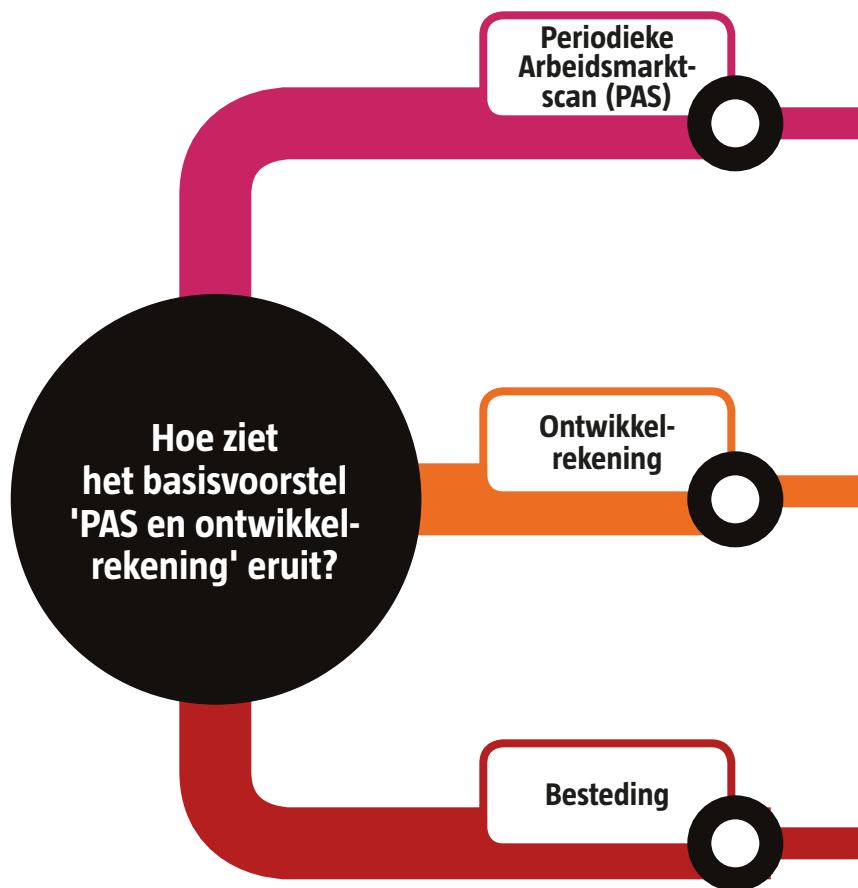 Periodieke
Arbeidsmarkt-
scan (PAS)
Hoe ziet
het basisvoorstel
'PAS en ontwikkel-
rekening' eruit?
Ontwikkel-
rekening
Besteding